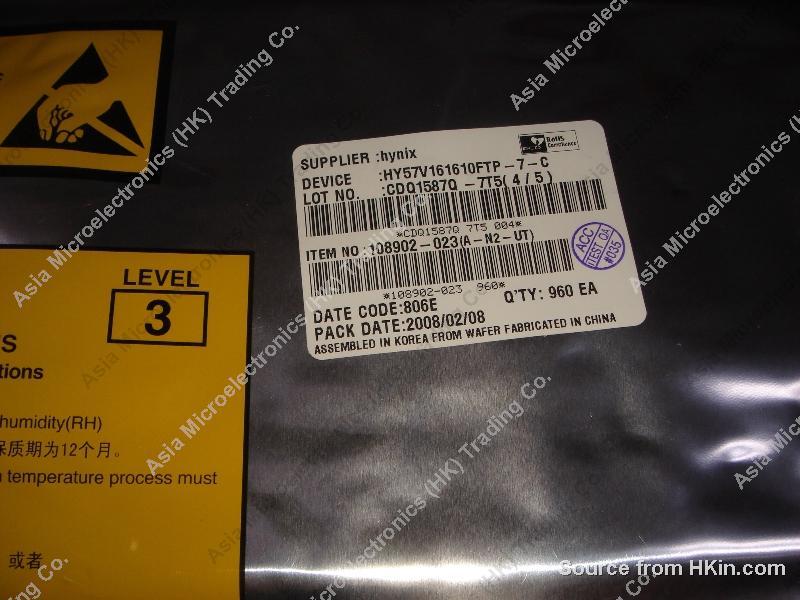 SUPPLIER :hynix
RoHS
Compliance
DEVICE :HY57V161610FTP-7-C
LOT NO. :CDQ1587Q -7T5(4/5)
*CDQ1587Q 7T5 004*
ITEM NO :108902-023(A-N2-UT)
*108902-023 960*
DATE CODE:806E
Q'TY: 960 EA
PACK DATE:2008/02/08
ASSEMBLED IN KOREA FROM WAFER FABRICATED IN CHINA
ACC
TEST QA
#035
LEVEL
3
S
tions
humidity(RH)
保质期为12个月。
temperature process must
或者
Asia Microelectronics (HK) Trading Co.
Source from HKin.com